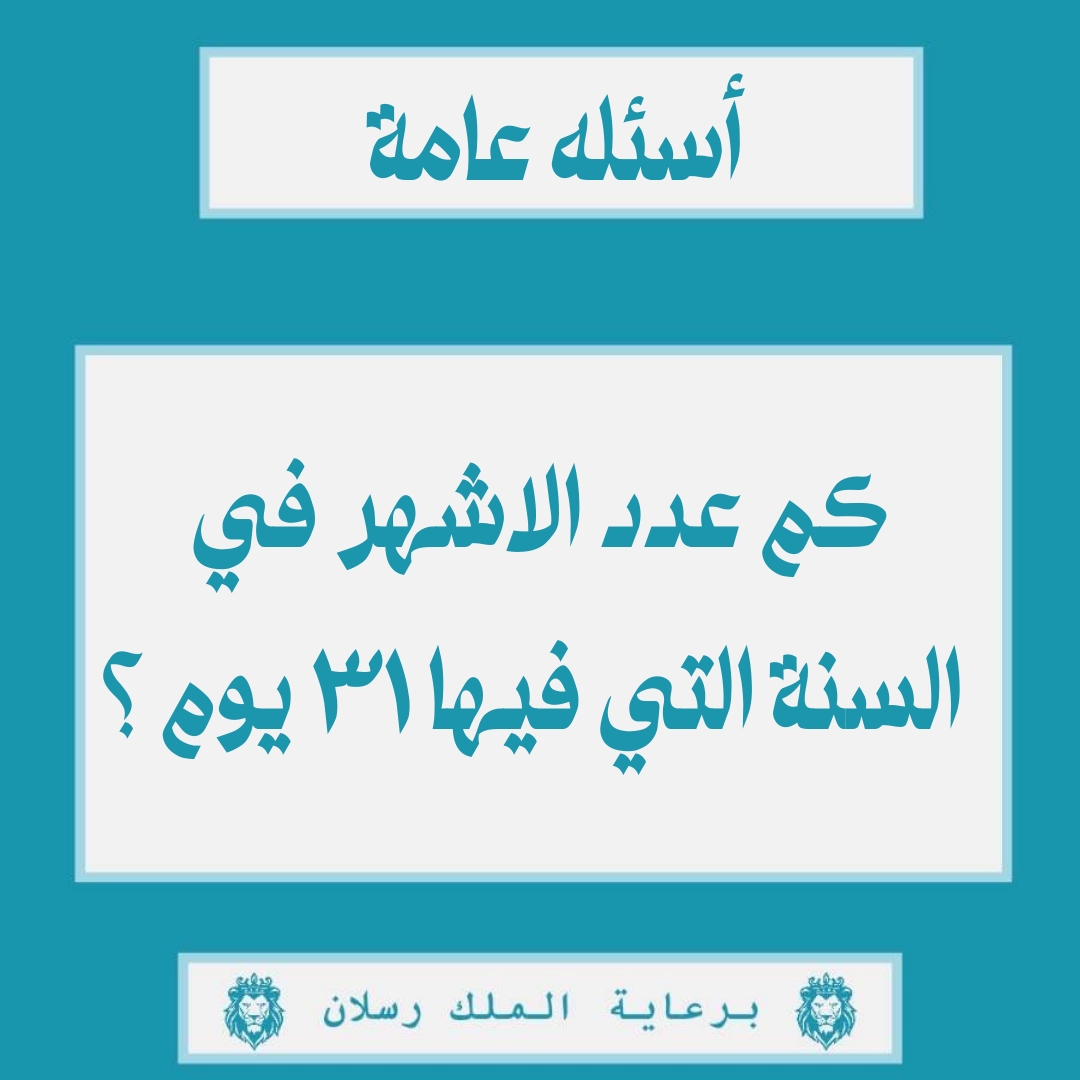 أسئله عامة
كم عدد الاشهر في
السنة التي فيها ٣١ يوم ؟
برعاية الملك رسلان